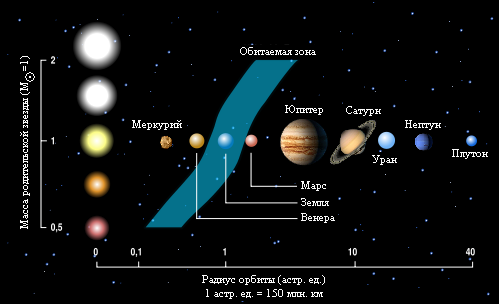 Обитаемая зона
2
Масса родительской звезды (M☉=1)
Меркурий
Юпитер
Сатурн
Нептун
1
Уран
Плутон
Марс
Земля
Венера
0,5
0
0,1
1
10
40
Радиус орбиты (астр. ед.)
1 астр. ед. = 150 млн. км